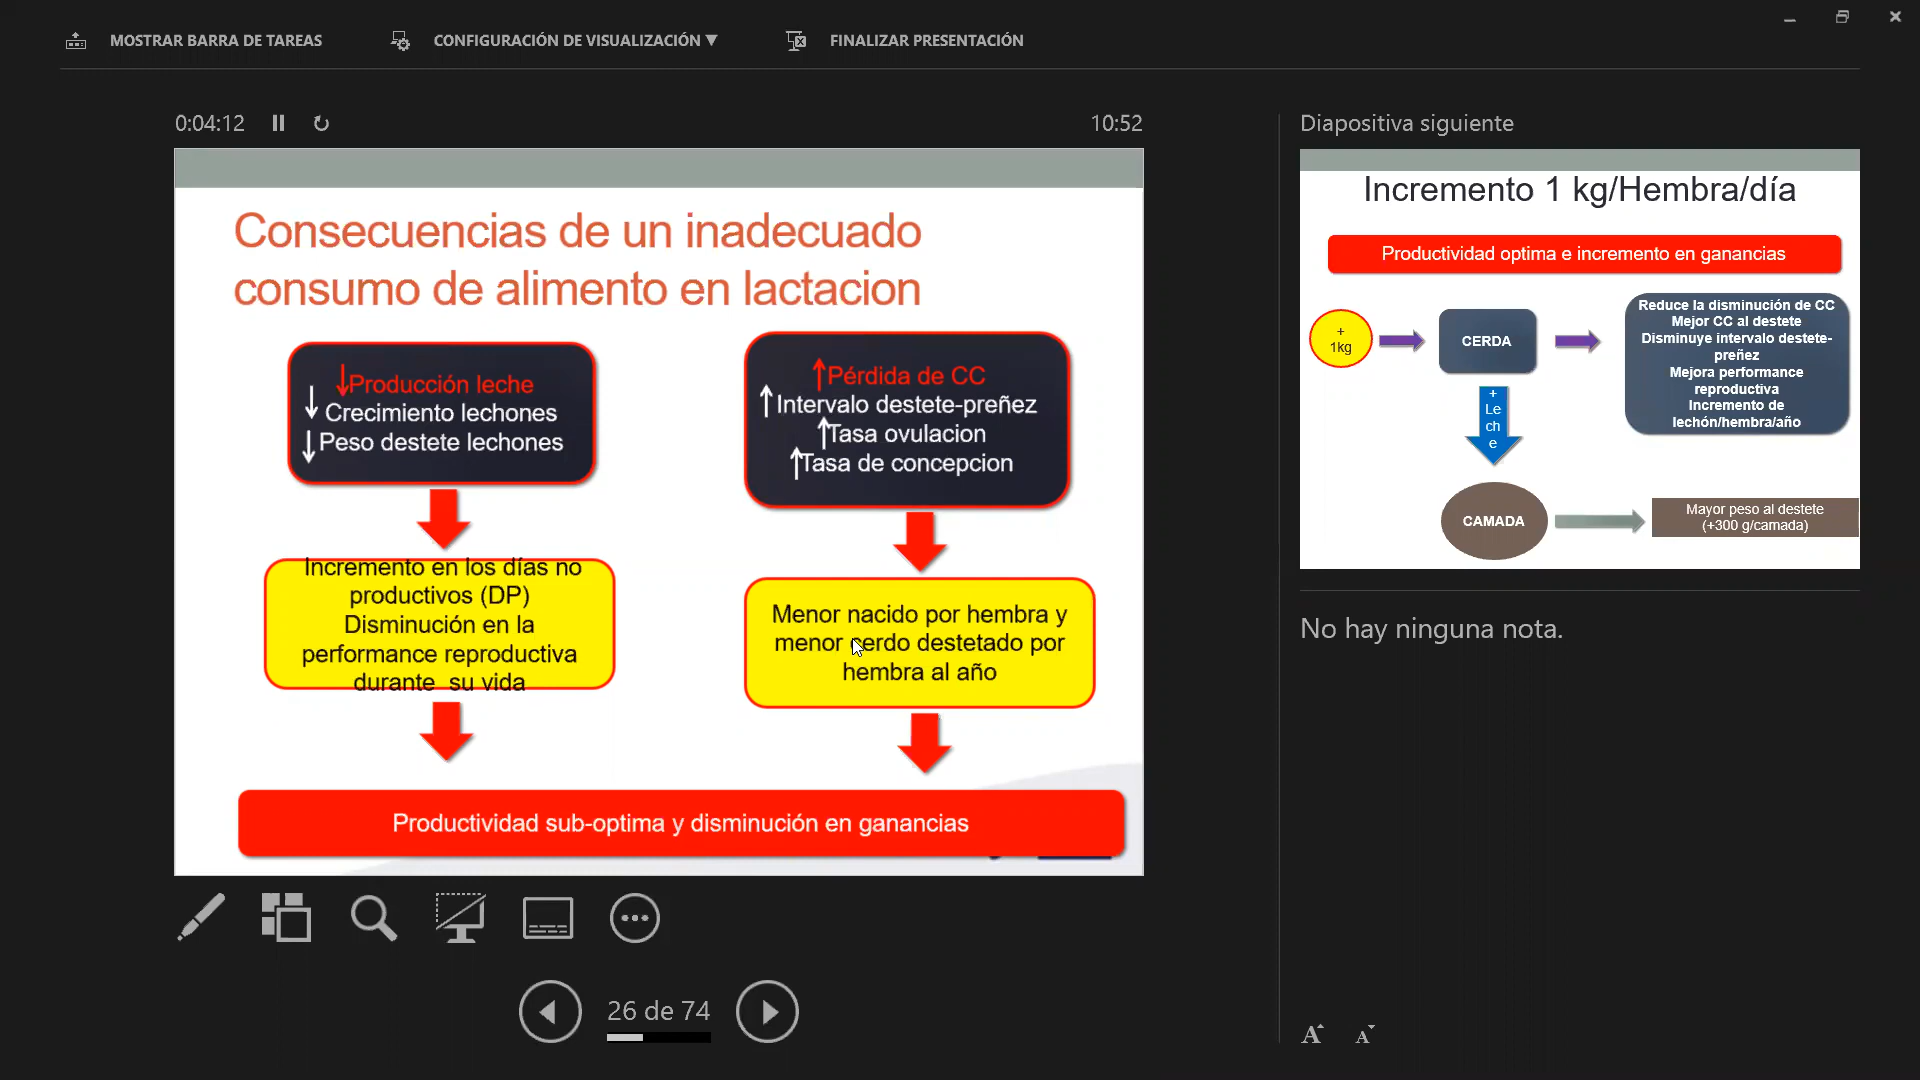 MOSTRAR BARRA DE TAREAS
CONFIGURACIÓN DE VISUALIZACIÓN ▼
FINALIZAR PRESENTACIÓN
0:04:12
10:52
Consecuencias de un inadecuado
consumo de alimento en lactacion
↓Producción leche
↓ Crecimiento lechones
↓ Peso destete lechones
↑Pérdida de CC
↑Intervalo destete-preñez
↑Tasa ovulacion
↑Tasa de concepcion
Incremento en los días no
productivos (DP)
Disminución en la
performance reproductiva
durante su vida
Menor nacido por hembra y
menor cerdo destetado por
hembra al año
Productividad sub-optima y disminución en ganancias
26 de 74
Diapositiva siguiente
Incremento 1 kg/Hembra/día
Productividad optima e incremento en ganancias
+
1kg
CERDA
Reduce la disminución de CC
Mejor CC al destete
Disminuye intervalo destete-
preñez
Mejora performance
reproductiva
Incremento de
lechón/hembra/año
+
Le
ch
e
CAMADA
Mayor peso al destete
(+300 g/camada)
No hay ninguna nota.
A A